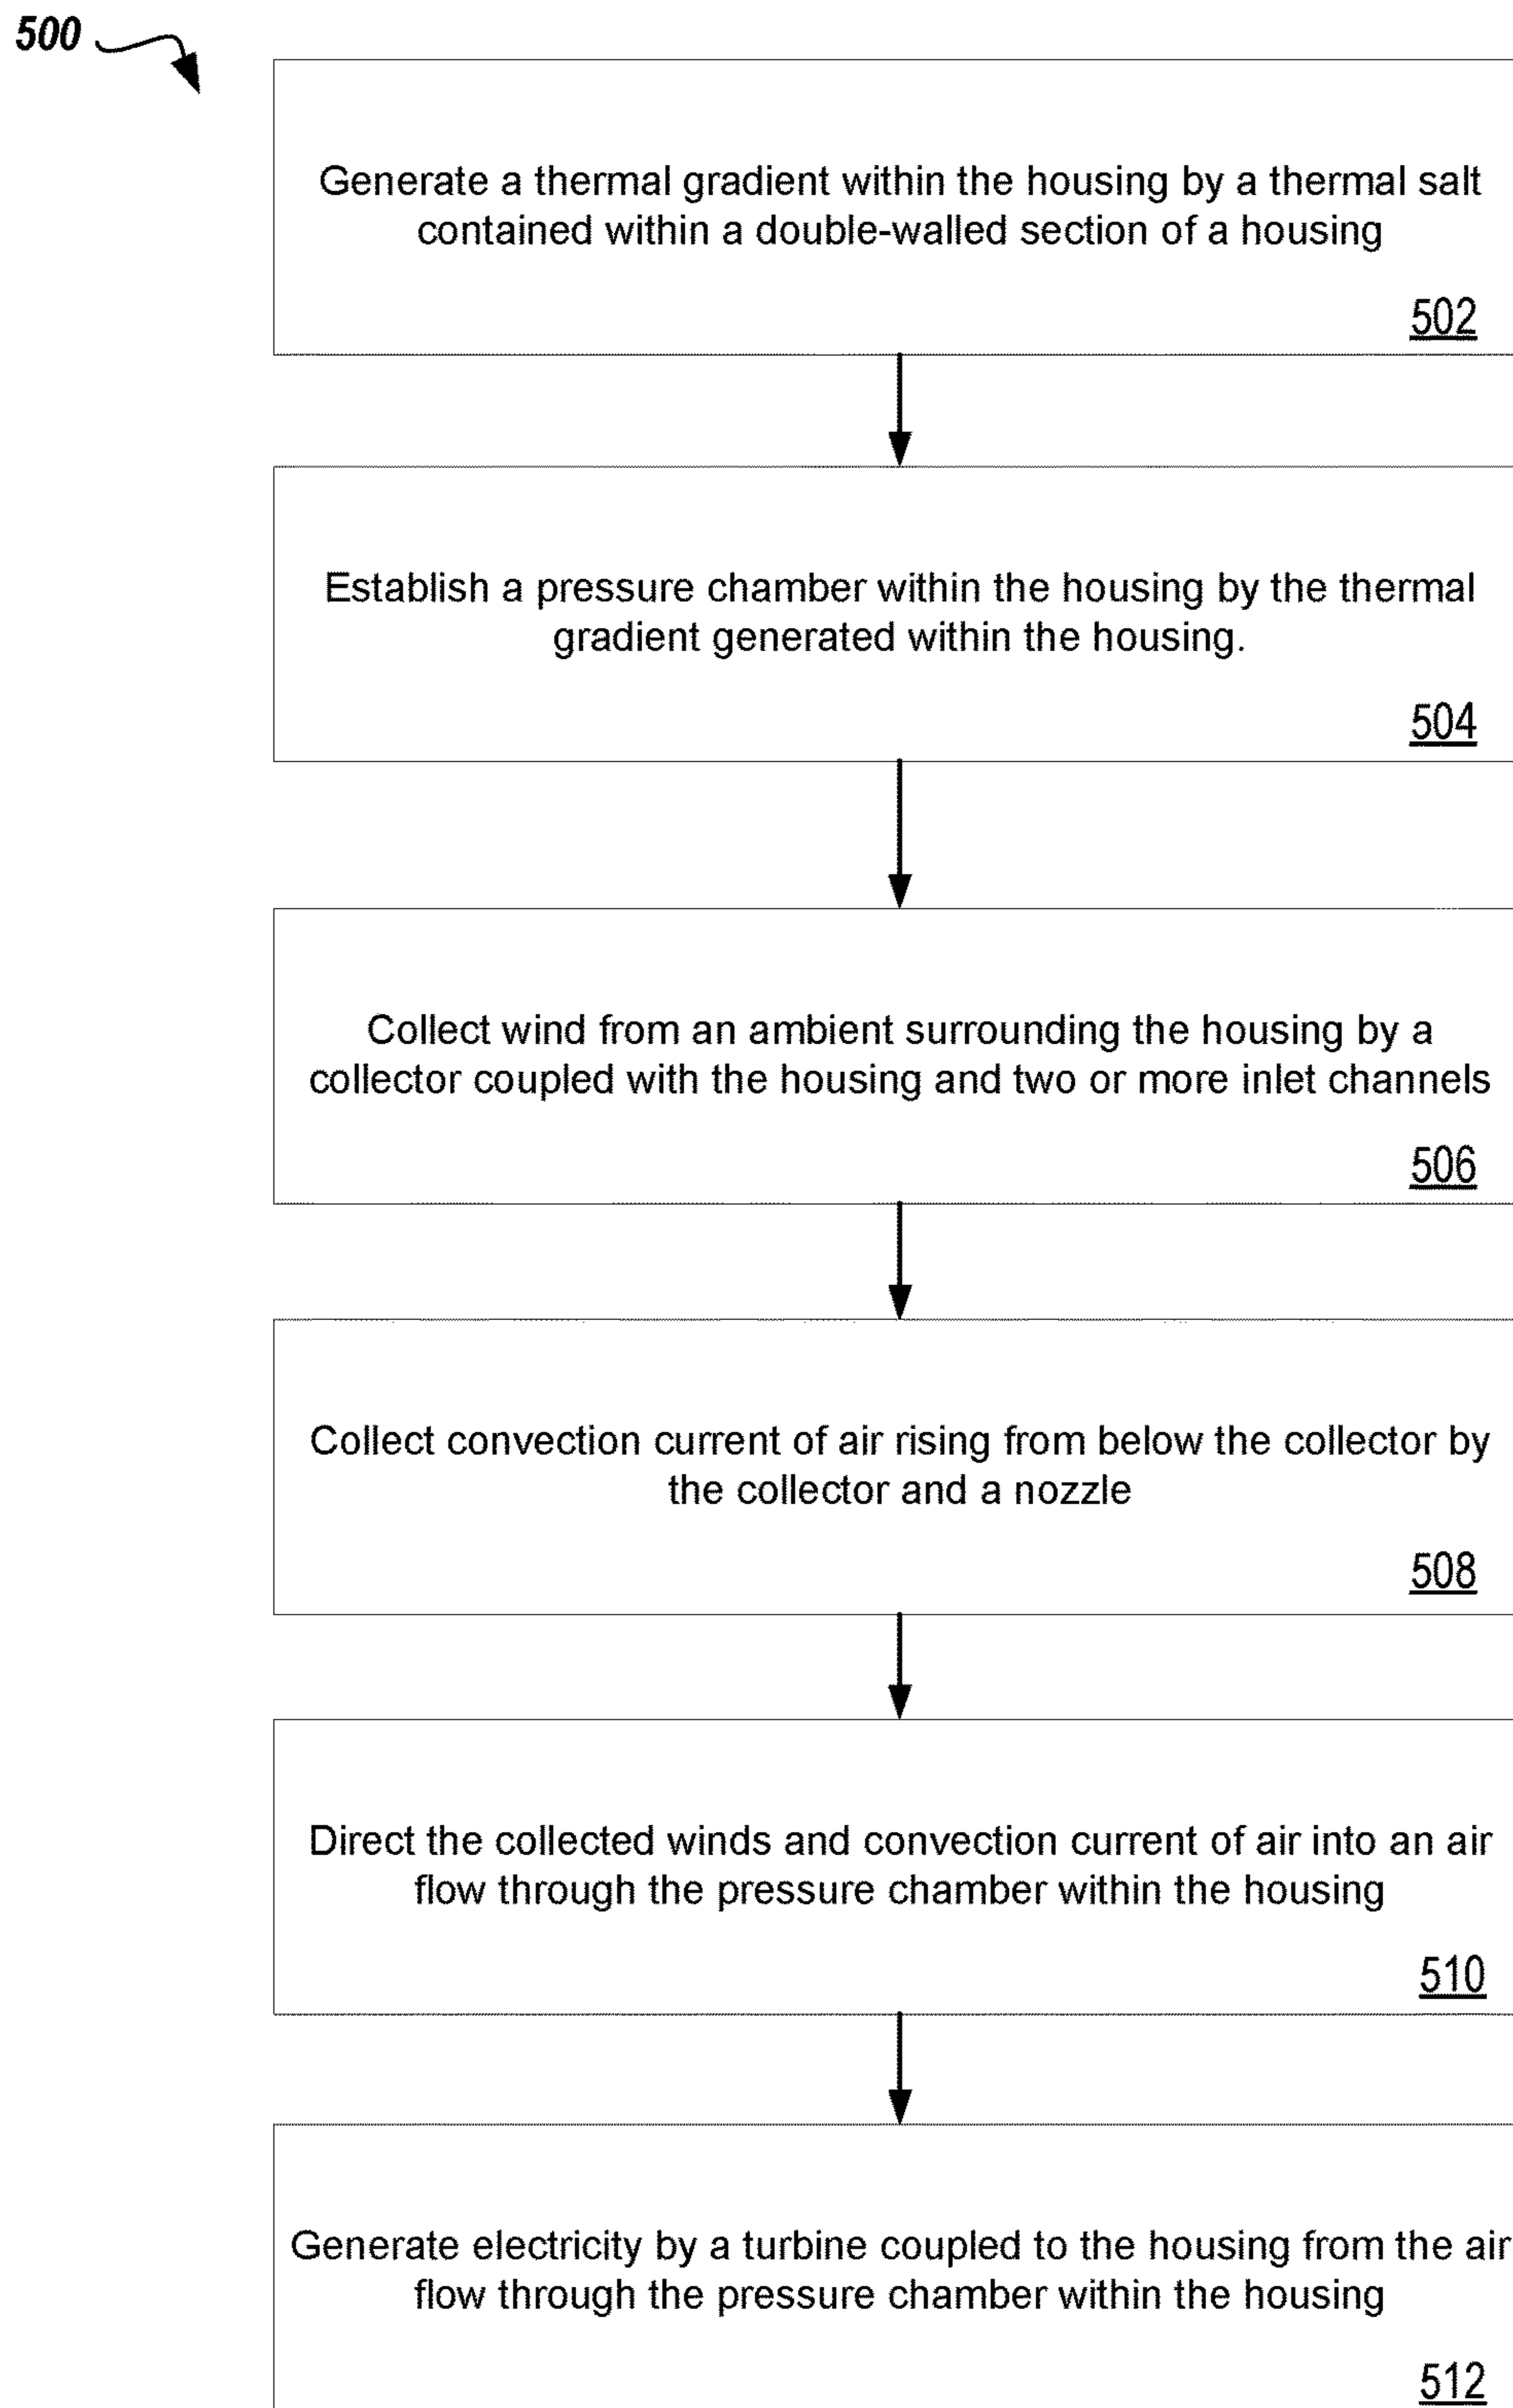 500
Generate a thermal gradient within the housing by a thermal salt
contained within a double-walled section of a housing
502
Establish a pressure chamber within the housing by the thermal
gradient generated within the housing.
504
Collect wind from an ambient surrounding the housing by a
collector coupled with the housing and two or more inlet channels
506
Collect convection current of air rising from below the collector by
the collector and a nozzle
508
Direct the collected winds and convection current of air into an air
flow through the pressure chamber within the housing
510
Generate electricity by a turbine coupled to the housing from the air
flow through the pressure chamber within the housing
512